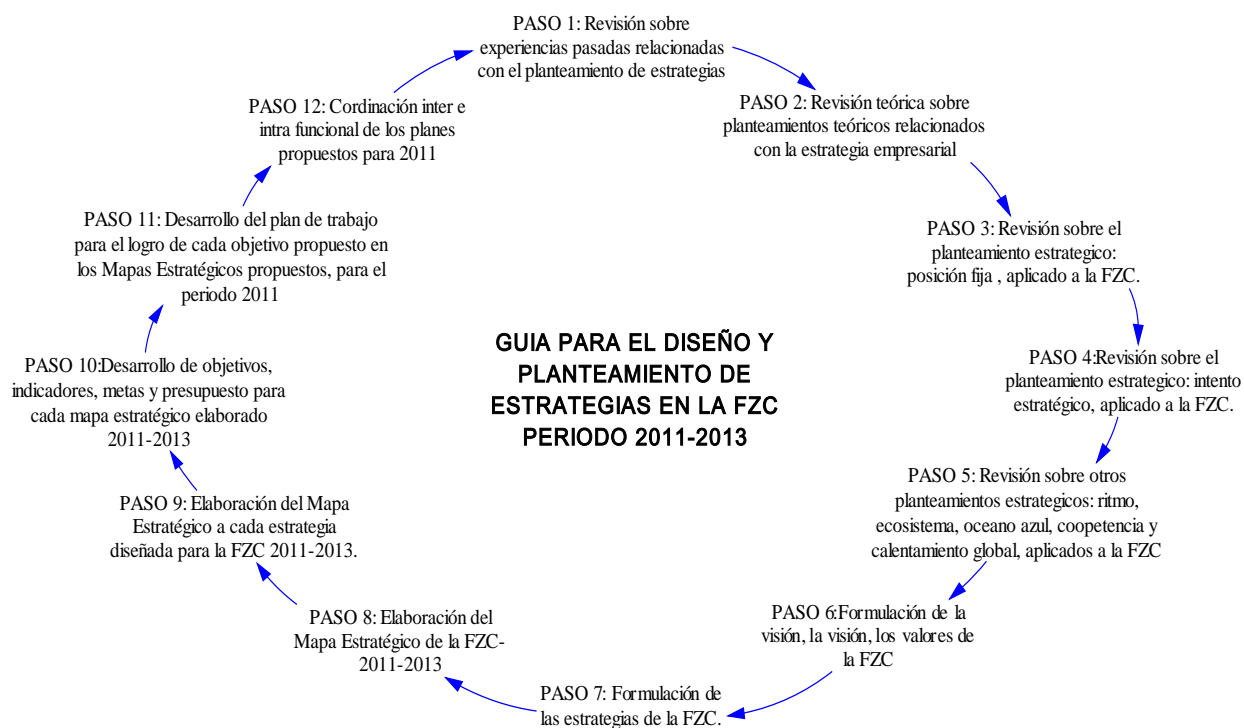 PASO 1: Revisión sobre
experiencias pasadas relacionadas
con el planteamiento de estrategias
PASO 2: Revisión teórica sobre
planteamientos teóricos relacionados
con la estrategia empresarial
PASO 3: Revisión sobre el
planteamiento estrategico:
posición fija , aplicado a la FZC.
PASO 4:Revisión sobre el
planteamiento estrategico: intento
estratégico, aplicado a la FZC.
PASO 5: Revisión sobre otros
planteamientos estrategicos: ritmo,
ecosistema, oceano azul, coopetencia y
calentamiento global, aplicados a la FZC
PASO 6:Formulación de la
visión, la visión, los valores de
la FZC
PASO 7: Formulación de
las estrategias de la FZC.
PASO 8: Elaboración del
Mapa Estratégico de la FZC-
2011-2013
PASO 9: Elaboración del Mapa
Estratégico a cada estrategia
diseñada para la FZC 2011-2013.
PASO 10:Desarrollo de objetivos,
indicadores, metas y presupuesto para
cada mapa estratégico elaborado
2011-2013
PASO 11: Desarrollo del plan de trabajo
para el logro de cada objetivo propuesto en
los Mapas Estratégicos propuestos, para el
periodo 2011
PASO 12: Cordinación inter e
intra funcional de los planes
propuestos para 2011
GUIA PARA EL DISEÑO Y
PLANTEAMIENTO DE
ESTRATEGIAS EN LA FZC
PERIODO 2011-2013